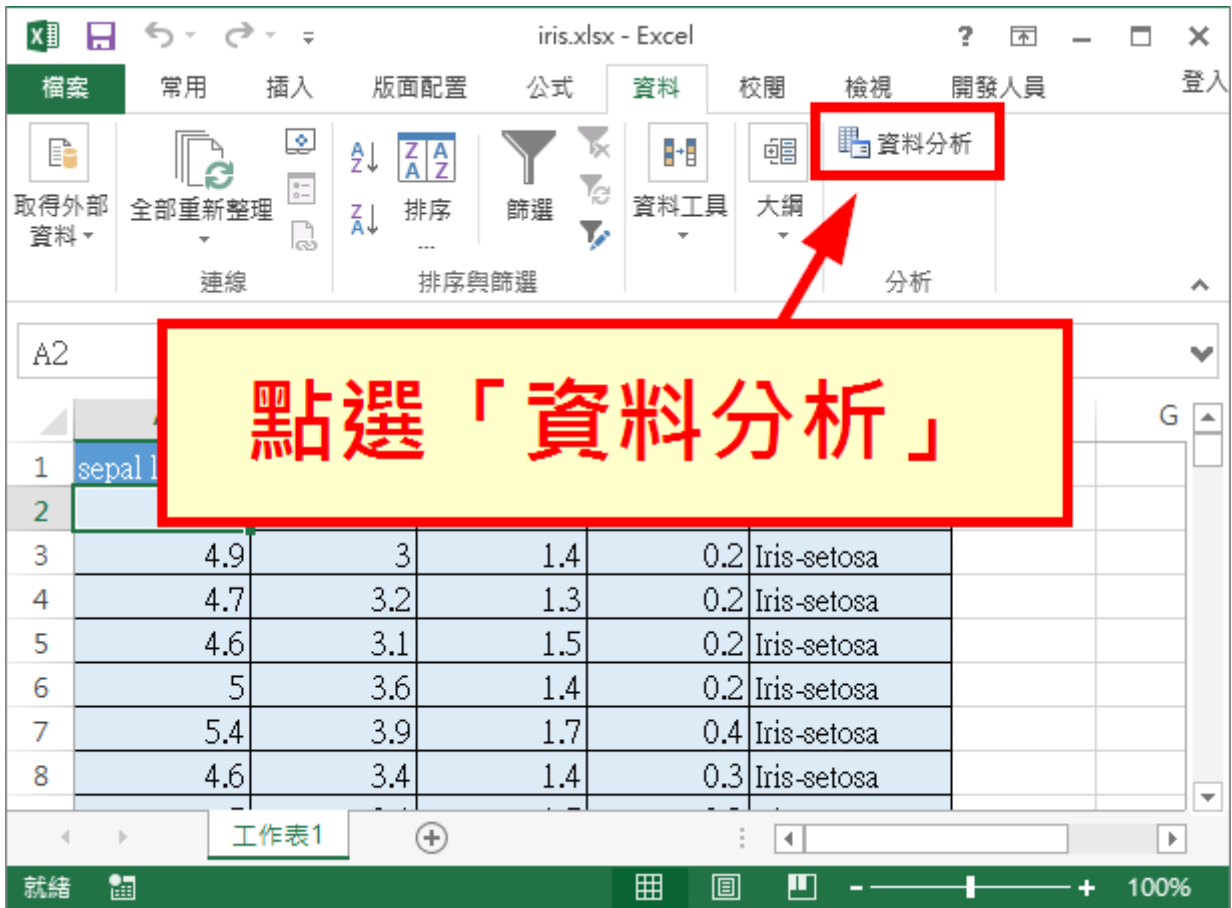 iris.xlsx - Excel
?
檔案 常用 插入 版面配置 公式 資料 校閱 檢視 開發人員 登入
取得外部
資料
全部重新整理
排序
...
篩選
資料工具
大綱
資料分析
連線
排序與篩選
分析
A2
點選「資料分析」
G
1 sepal
2
3 4.9 3 1.4 0.2 Iris-setosa
4 4.7 3.2 1.3 0.2 Iris-setosa
5 4.6 3.1 1.5 0.2 Iris-setosa
6 5 3.6 1.4 0.2 Iris-setosa
7 5.4 3.9 1.7 0.4 Iris-setosa
8 4.6 3.4 1.4 0.3 Iris-setosa
工作表1
就緒
100%